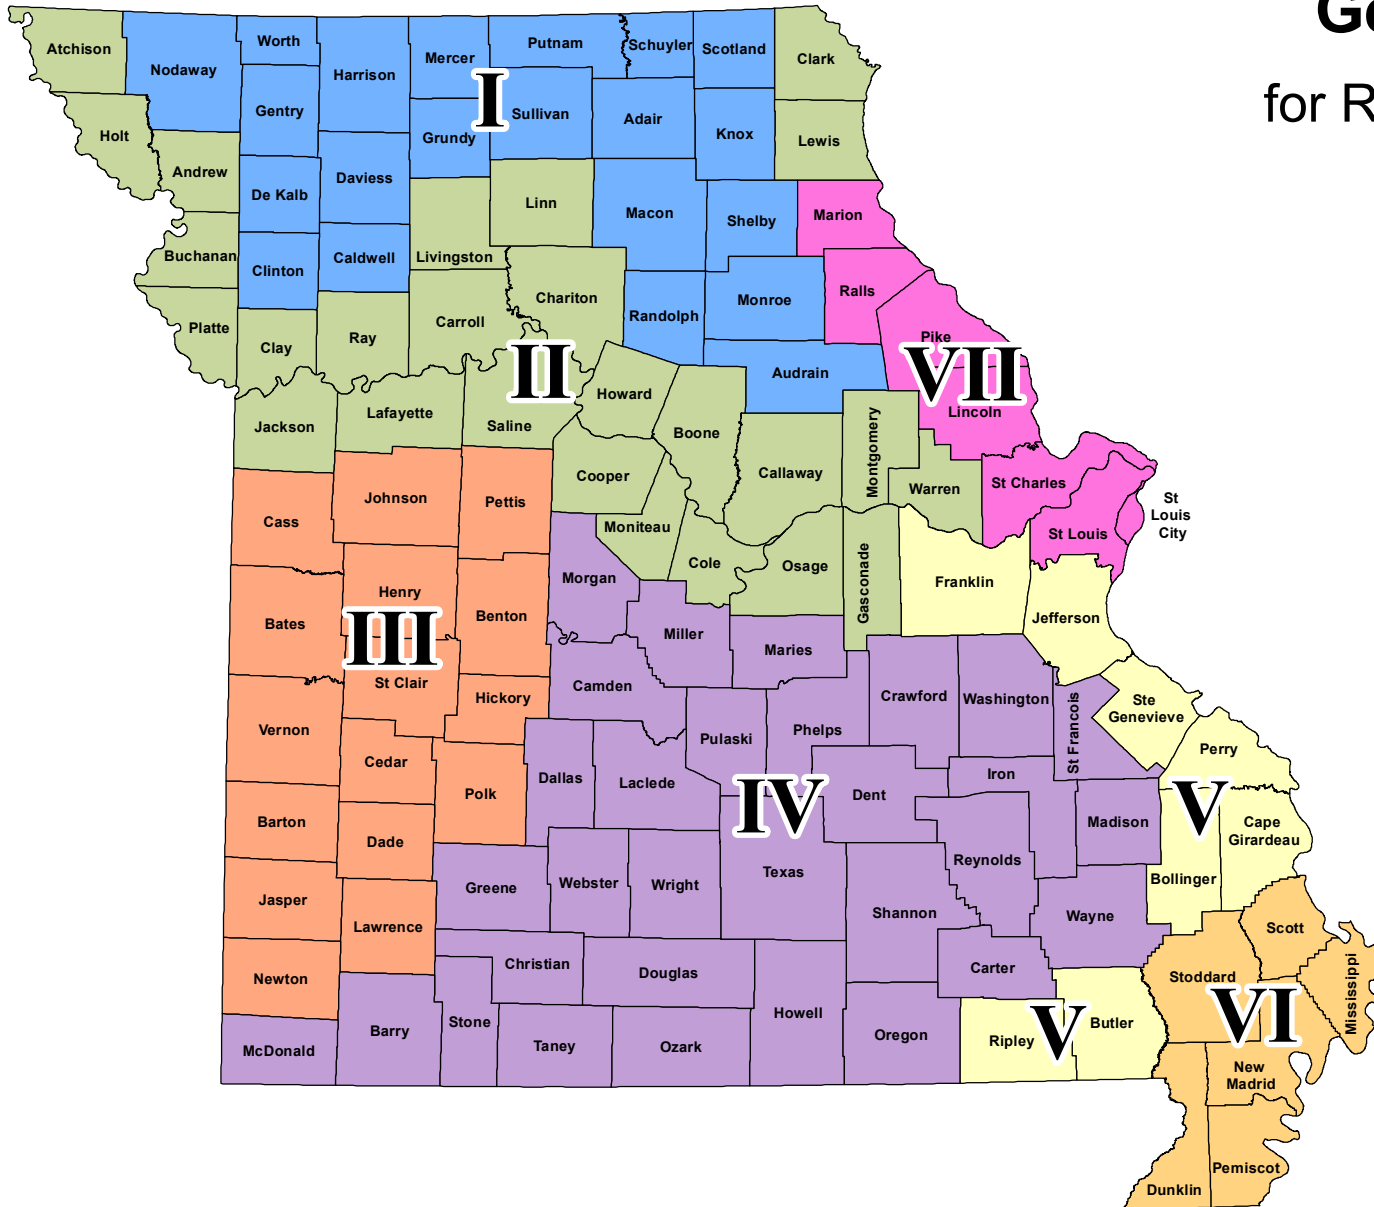 Ge
for R
Atchison
Nodaway
Worth
Harrison
Mercer
Putnam
Schuyler
Scotland
Clark
Holt
Gentry
Grundy
I
Sullivan
Adair
Knox
Lewis
Andrew
De Kalb
Daviess
Linn
Macon
Shelby
Marion
Buchanan
Clinton
Caldwell
Livingston
Chariton
Randolph
Monroe
Ralls
Platte
Clay
Ray
Carroll
II
Pike
VII
Lincoln
Audrain
Jackson
Lafayette
Saline
Howard
Boone
Callaway
Montgomery
Warren
St Charles
St Louis
St
Louis
City
Cass
Johnson
Pettis
Cooper
Moniteau
Cole
Osage
Gasconade
Franklin
Jefferson
Bates
Henry
III
St Clair
Benton
Morgan
Miller
Maries
Camden
Hickory
Vernon
Cedar
Polk
Dallas
Laclede
Pulaski
Phelps
Crawford
Washington
St Francois
Ste
Genevieve
Perry
IV
Dent
Iron
Madison
V
Cape
Girardeau
Bollinger
Barton
Dade
Greene
Webster
Wright
Texas
Reynolds
Shannon
Wayne
Jasper
Lawrence
Christian
Douglas
Carter
Scott
Stoddard
Mississippi
VI
Newton
McDonald
Barry
Stone
Taney
Ozark
Howell
Oregon
Ripley
V
Butler
New
Madrid
Pemiscot
Dunklin